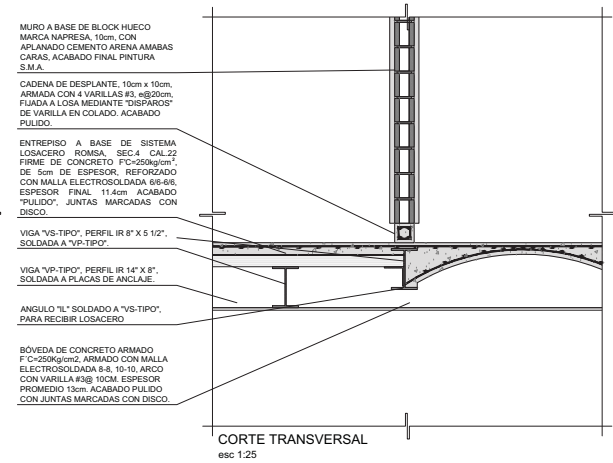 MURO A BASE DE BLOCK HUECO
MARCA NAPRESA, 10cm, CON
APLANADO CEMENTO ARENA AMABAS
CARAS, ACABADO FINAL PINTURA
S.M.A.
CADENA DE DESPLANTE, 10cm x 10cm,
ARMADA CON 4 VARILLAS #3, e@20cm,
FIJADA A LOSA MEDIANTE "DISPAROS"
DE VARILLA EN COLADO. ACABADO
PULIDO.
ENTREPISO A BASE DE SISTEMA
LOSACERO ROMSA, SEC.4 CAL.22
FIRME DE CONCRETO F'C=250kg/cm²,
DE 5cm DE ESPESOR, REFORZADO
CON MALLA ELECTROSOLDADA 6/6-6/6,
ESPESOR FINAL 11.4cm ACABADO
"PULIDO", JUNTAS MARCADAS CON
DISCO.
VIGA "VS-TIPO", PERFIL IR 8" X 5 1/2",
SOLDADA A "VP-TIPO".
VIGA "VP-TIPO", PERFIL IR 14" X 8",
SOLDADA A PLACAS DE ANCLAJE.
ANGULO "IL" SOLDADO A "VS-TIPO",
PARA RECIBIR LOSACERO
BÓVEDA DE CONCRETO ARMADO
F´C=250Kg/cm2, ARMADO CON MALLA
ELECTROSOLDADA 8-8, 10-10, ARCO
CON VARILLA #3@ 10CM. ESPESOR
PROMEDIO 13cm. ACABADO PULIDO
CON JUNTAS MARCADAS CON DISCO.
CORTE TRANSVERSAL
esc 1:25